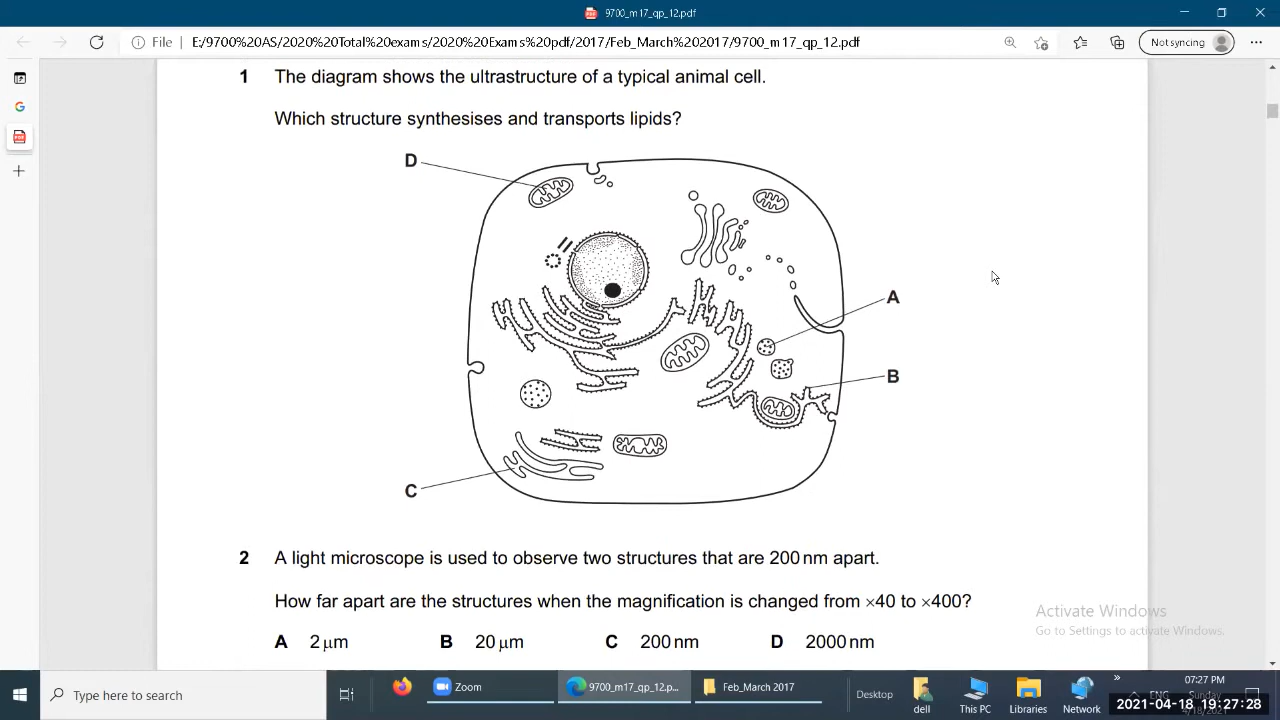 9700_m17_qp_12.pdf
File E:/9700%20AS/2020%20Total%20exams/2020%20Exams%20pdf/2017/Feb_March%202017/9700_m17_qp_12.pdf Not syncing
1 The diagram shows the ultrastructure of a typical animal cell.
Which structure synthesises and transports lipids?
D
A
B
C
2 A light microscope is used to observe two structures that are 200 nm apart.
How far apart are the structures when the magnification is changed from ×40 to ×400?
A 2 μm B 20 μm C 200 nm D 2000 nm
Activate Windows
Go to Settings to activate Windows.
Type here to search
Zoom
9700_m17_qp_12.p...
Feb_March 2017
Desktop
dell
This PC
Libraries
Network
ENG
07:27 PM
Sunday
4/18/2021
2021-04-18 19:27:28